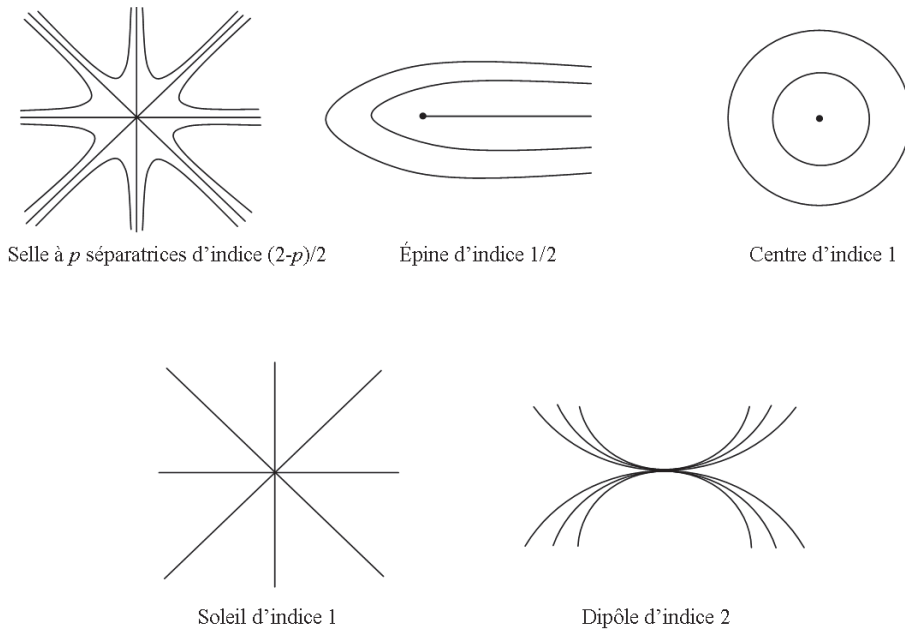 Selle à p séparatrices d'indice (2-p)/2
Épine d'indice 1/2
Centre d'indice 1
Soleil d'indice 1
Dipôle d'indice 2